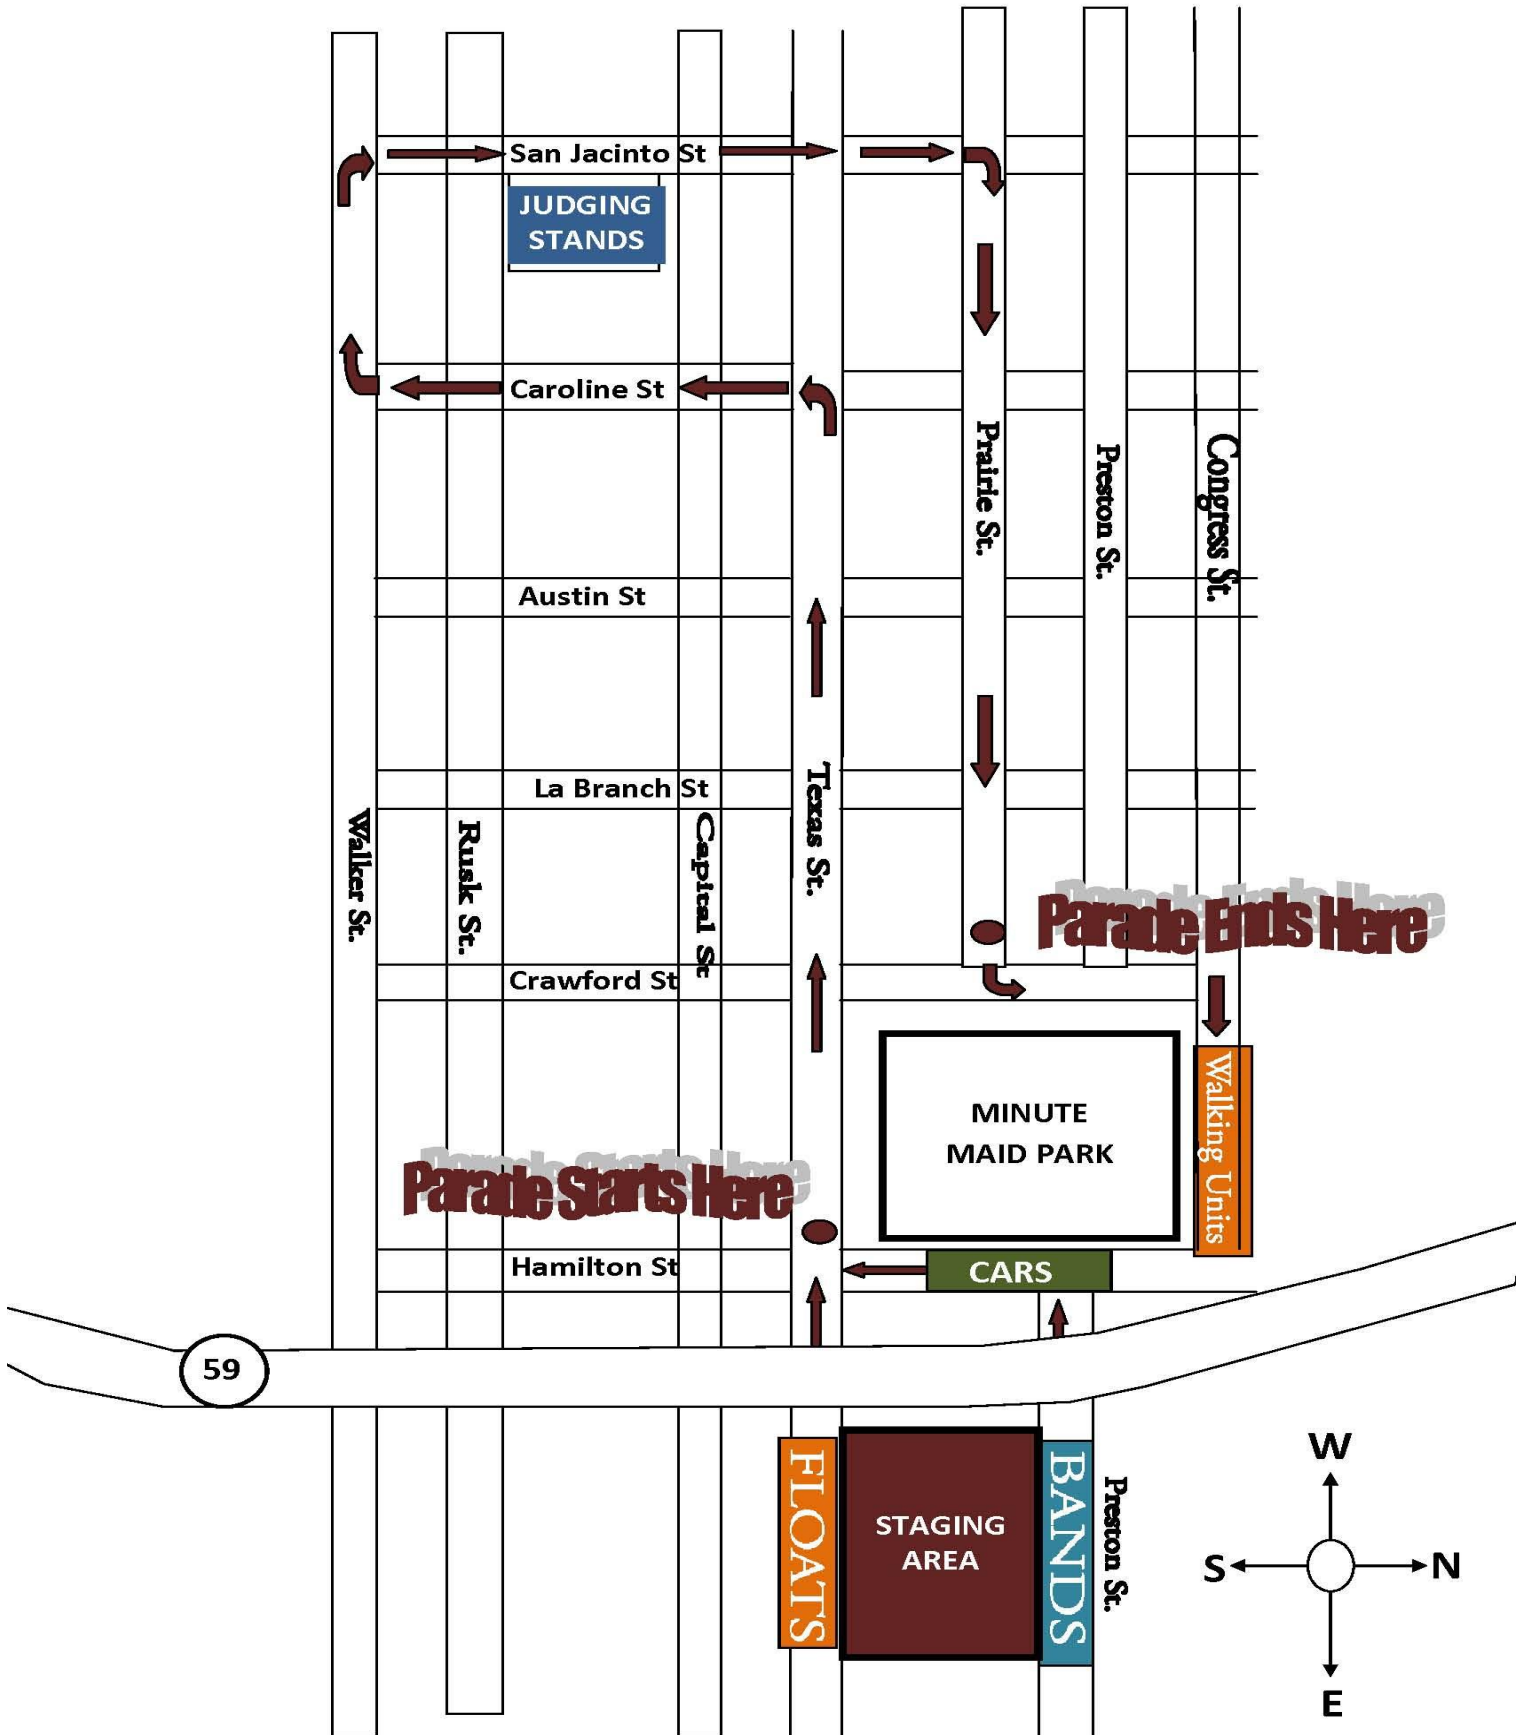 San Jacinto St
JUDGING
STANDS
Caroline St
Prairie St.
Preston St.
Congress St.
Austin St
La Branch St
Walker St.
Rusk St.
Capital St
Texas St.
Parade Ends Here
Crawford St
MINUTE
MAID PARK
Walking Units
Parade Starts Here
Hamilton St
CARS
59
FLOATS
STAGING
AREA
BANDS
Preston St.
W
S
N
E